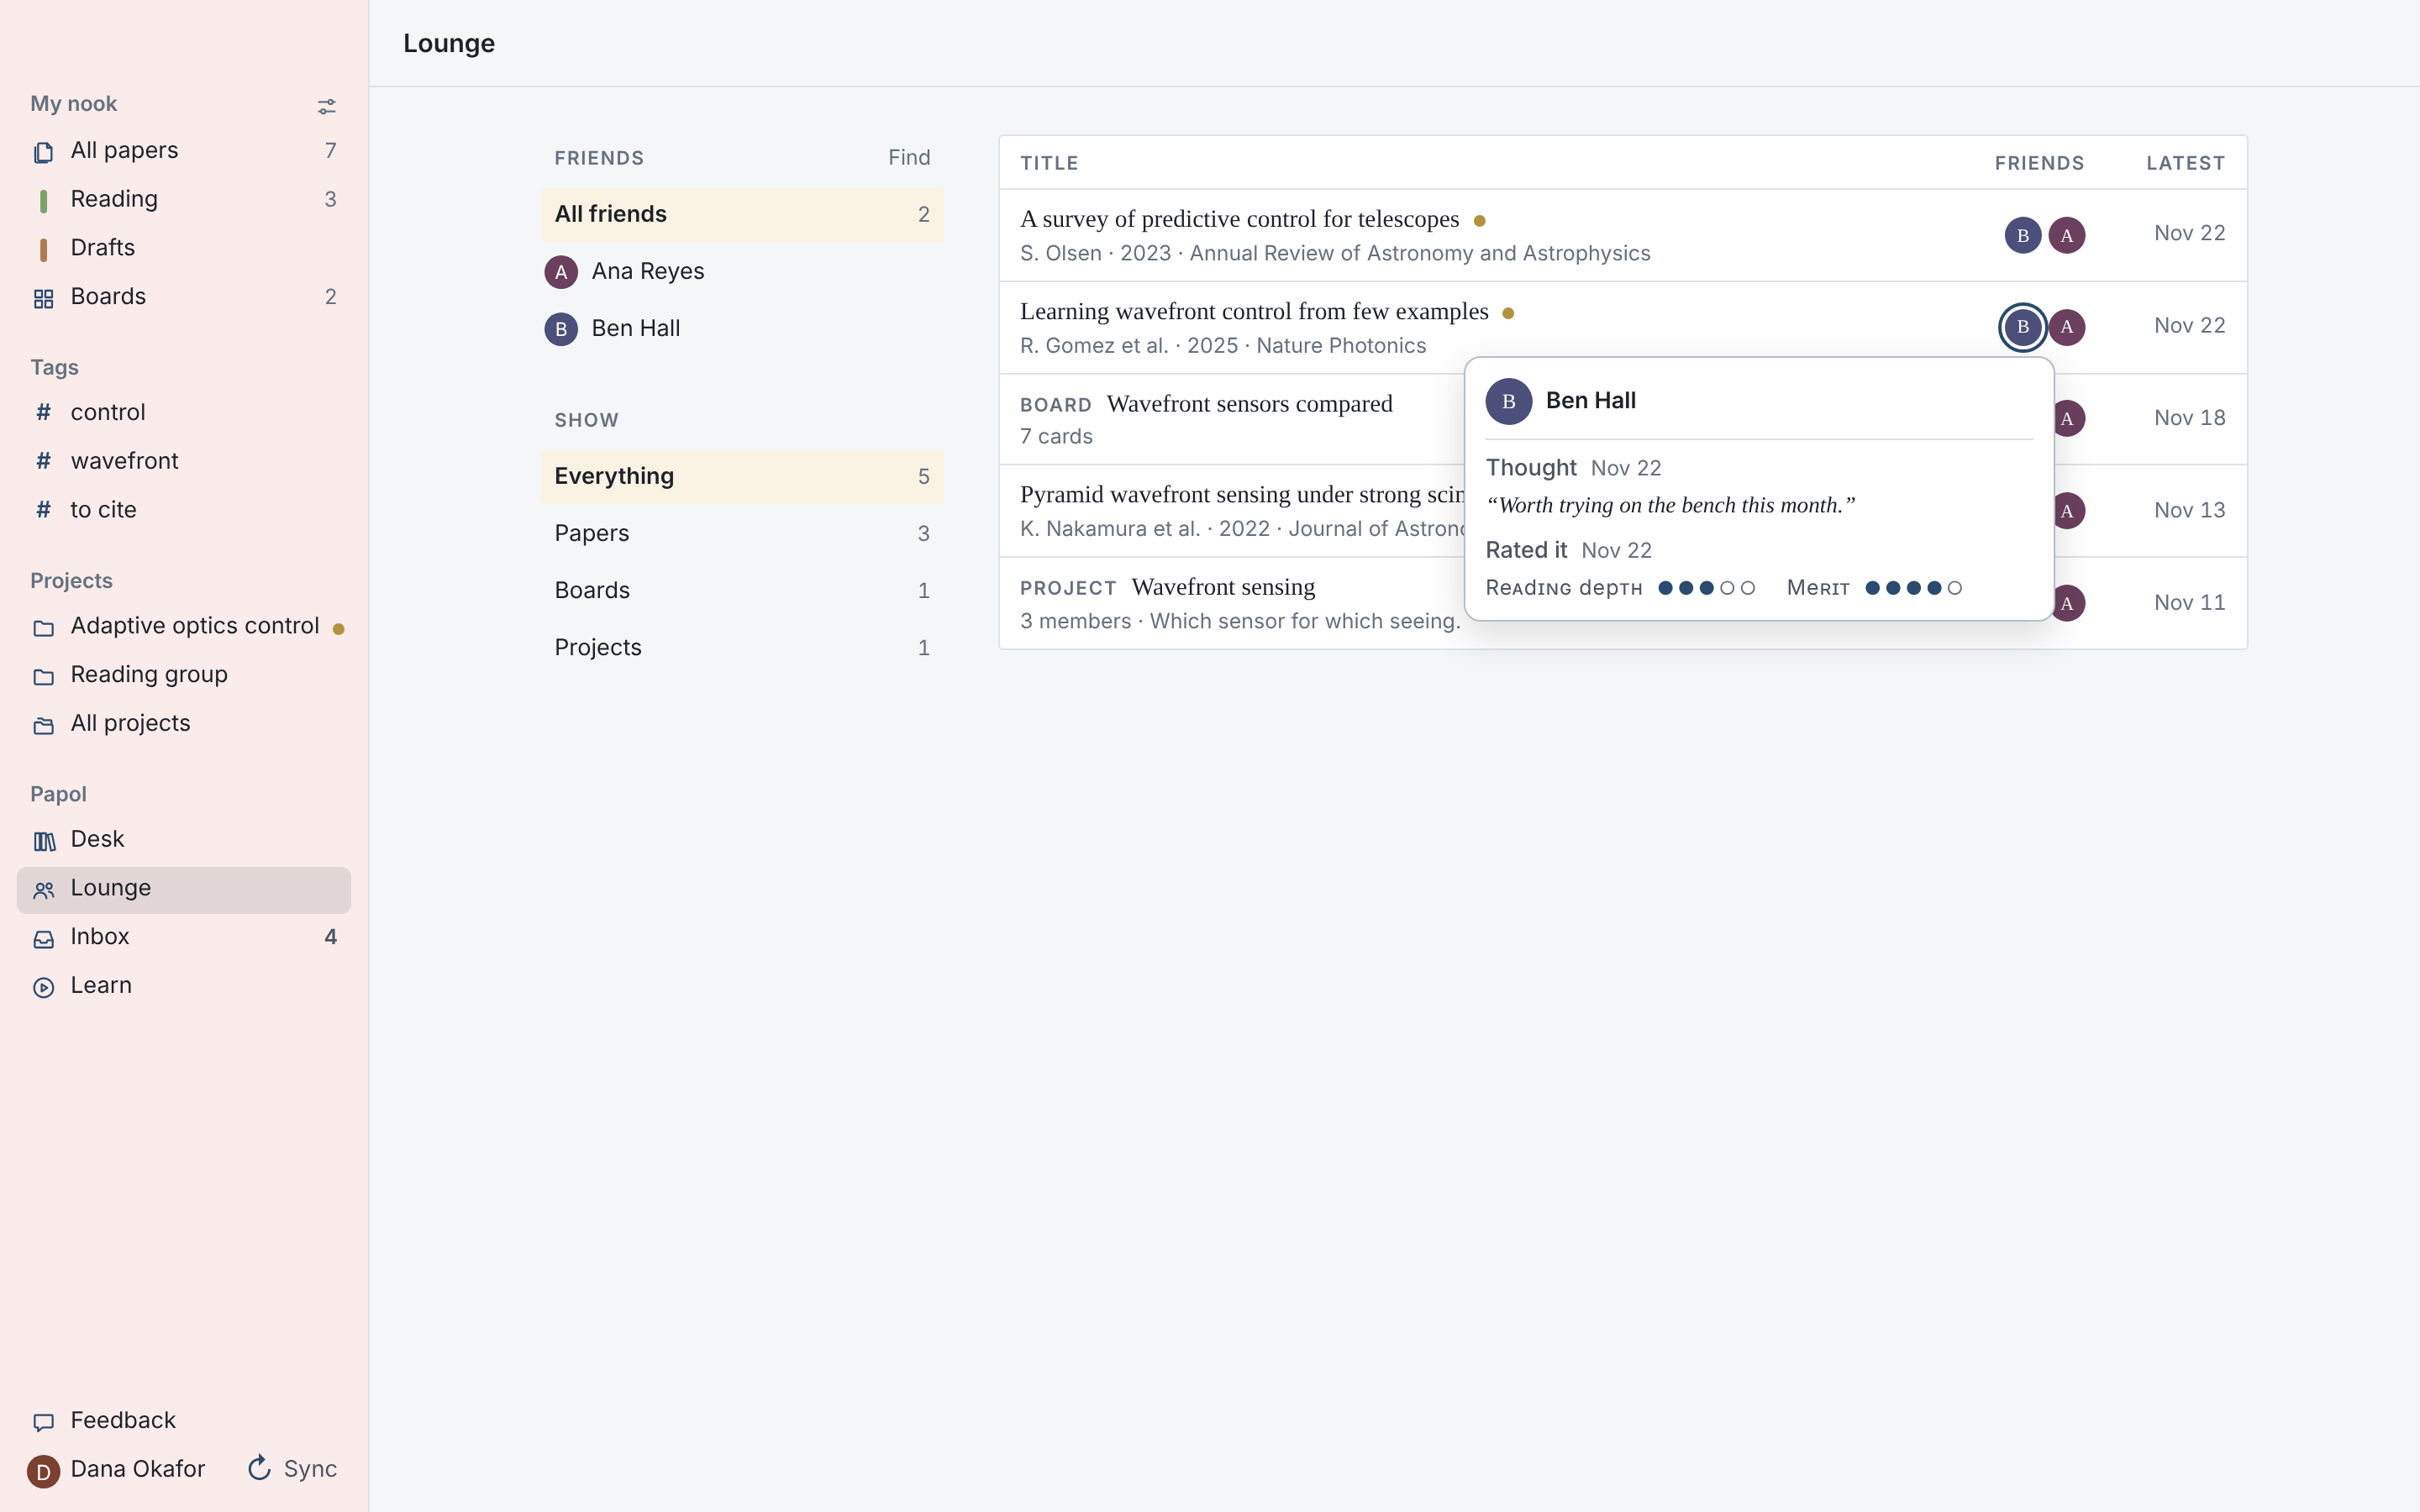 Lounge
My nook
All papers 7
Reading 3
Drafts
Boards 2
Tags
# control
# wavefront
# to cite
Projects
Adaptive optics control
Reading group
All projects
Papol
Desk
Lounge
Inbox 4
Learn
Feedback
D Dana Okafor Sync
FRIENDS Find
All friends 2
A Ana Reyes
B Ben Hall
SHOW
Everything 5
Papers 3
Boards 1
Projects 1
TITLE FRIENDS LATEST
A survey of predictive control for telescopes B A Nov 22
S. Olsen · 2023 · Annual Review of Astronomy and Astrophysics
Learning wavefront control from few examples B A Nov 22
R. Gomez et al. · 2025 · Nature Photonics
BOARD Wavefront sensors compared A Nov 18
7 cards
Pyramid wavefront sensing under strong A Nov 13
K. Nakamura et al. · 2022 · Journal of
PROJECT Wavefront sensing A Nov 11
3 members · Which sensor for which seeing.
B Ben Hall
Thought Nov 22
“Worth trying on the bench this month.”
Rated it Nov 22
Reading depth Merit